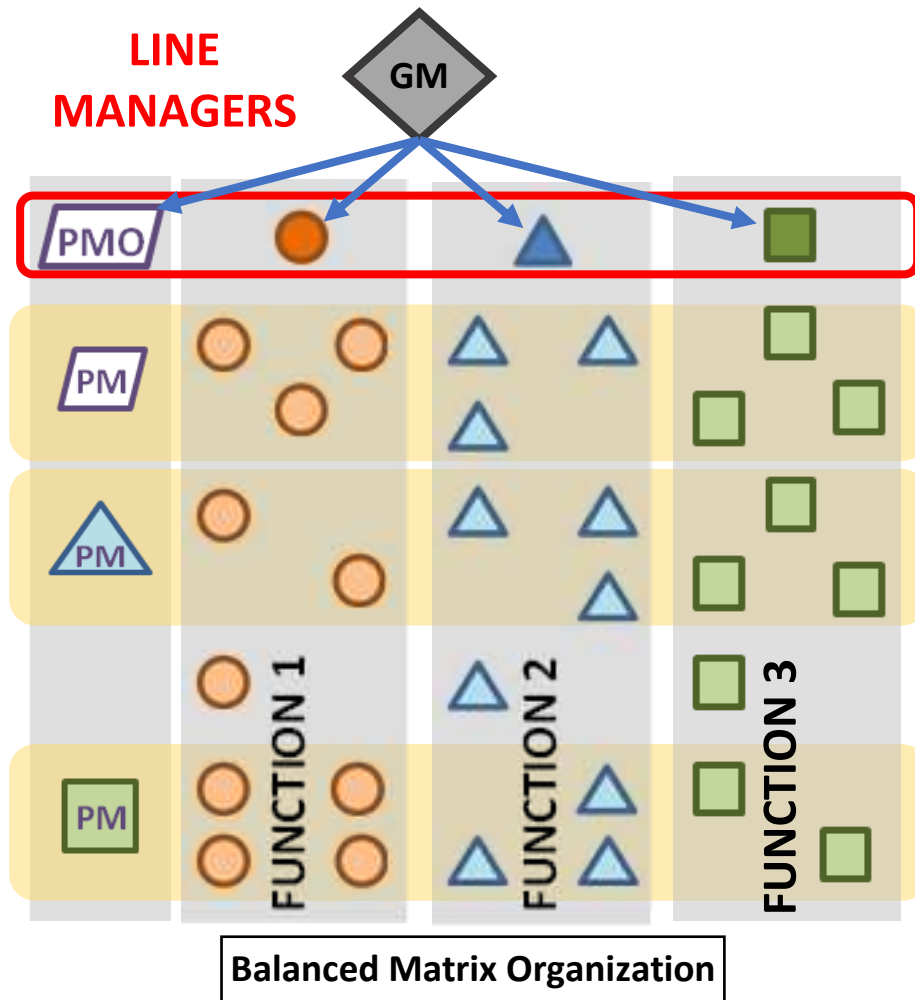 LINE
MANAGERS
GM
PMO
PM
PM
FUNCTION 1
FUNCTION 2
FUNCTION 3
PM
Balanced Matrix Organization